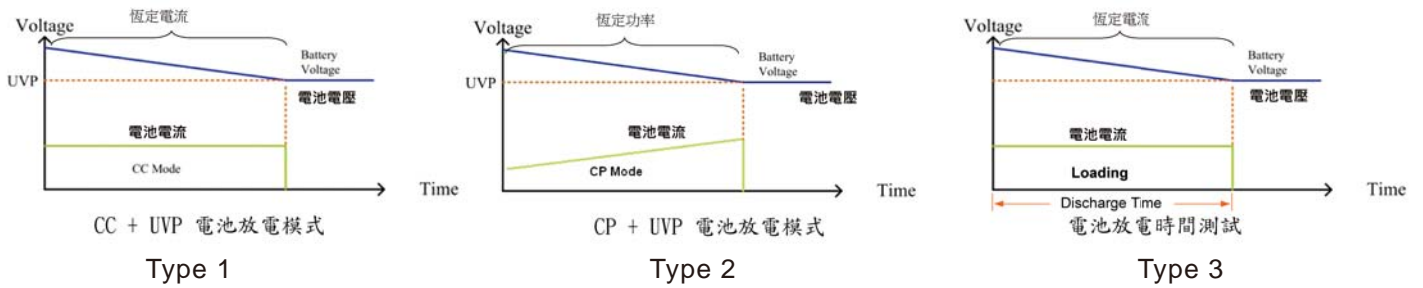 Voltage
恆定電流
Battery
Voltage
UVP
電池電壓
電池電流
CC Mode
Time
CC + UVP 電池放電模式
Type 1
Voltage
恆定功率
Battery
Voltage
UVP
電池電壓
電池電流
CP Mode
Time
CP + UVP 電池放電模式
Type 2
Voltage
恆定電流
Battery
Voltage
電池電壓
電池電流
Loading
Time
Discharge Time
電池放電時間測試
Type 3